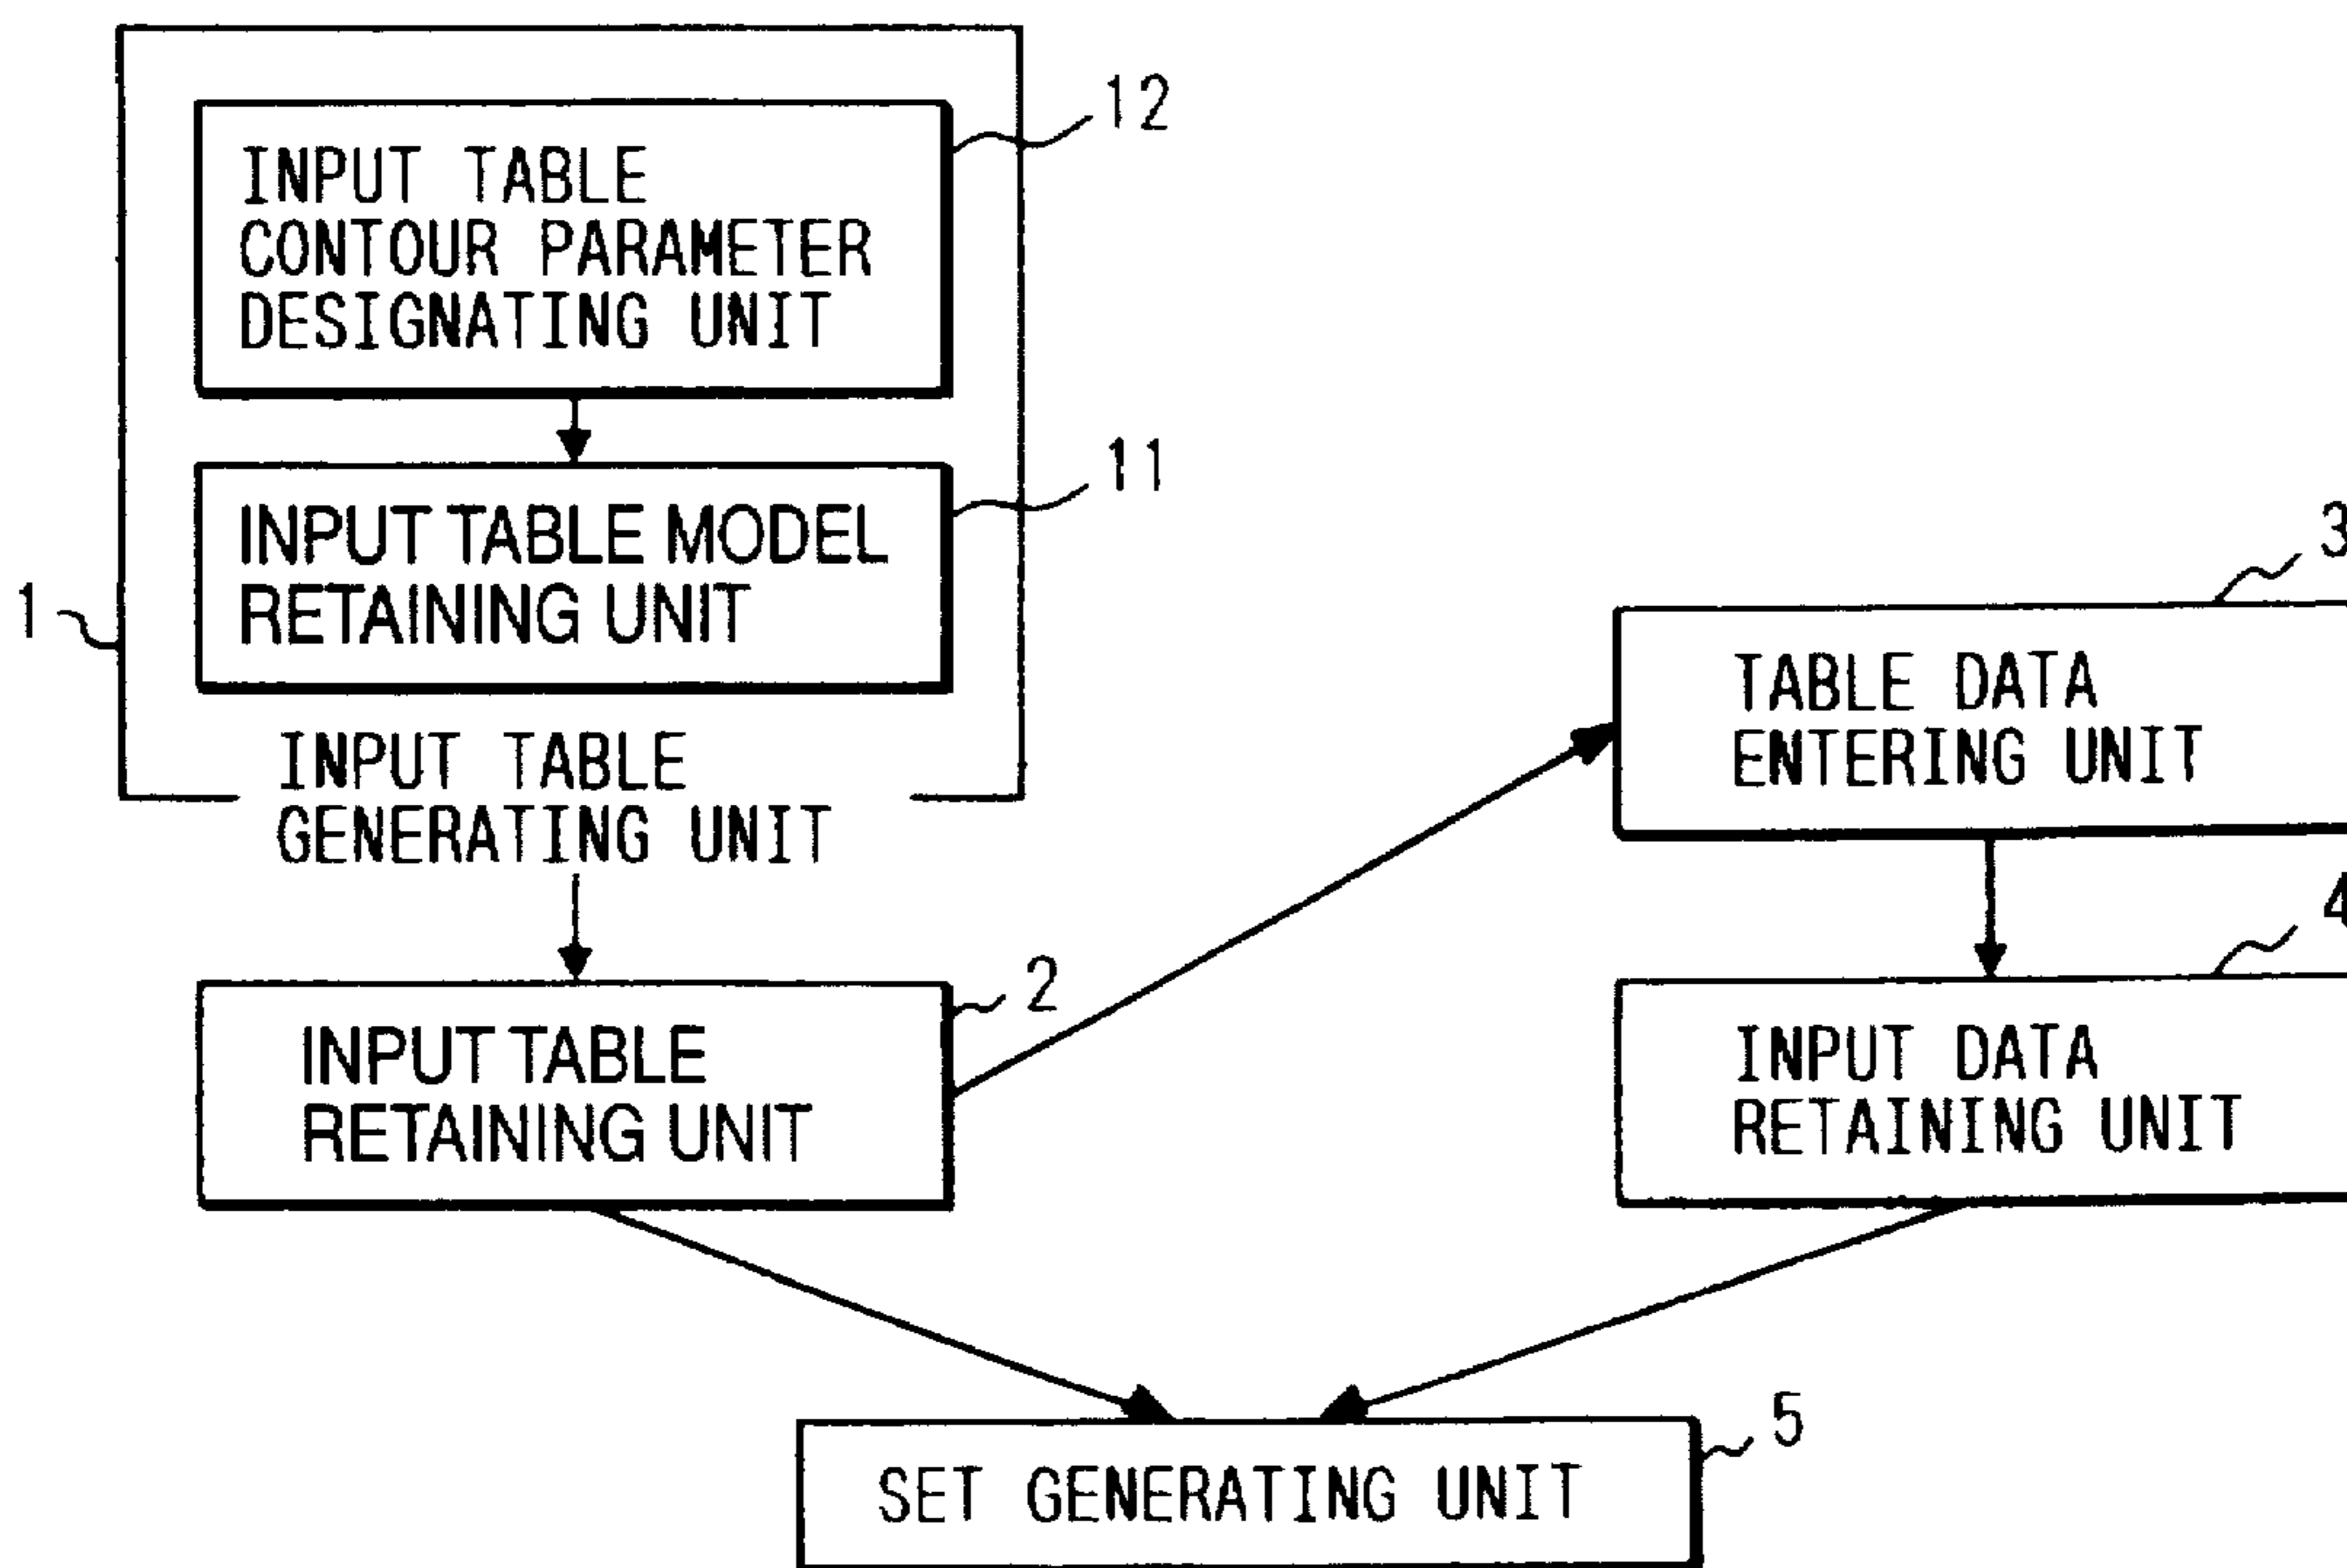 12
INPUT TABLE
CONTOUR PARAMETER
DESIGNATING UNIT
11
INPUT TABLE MODEL
RETAINING UNIT
1
INPUT TABLE
GENERATING UNIT
2
INPUT TABLE
RETAINING UNIT
3
TABLE DATA
ENTERING UNIT
4
INPUT DATA
RETAINING UNIT
5
SET GENERATING UNIT